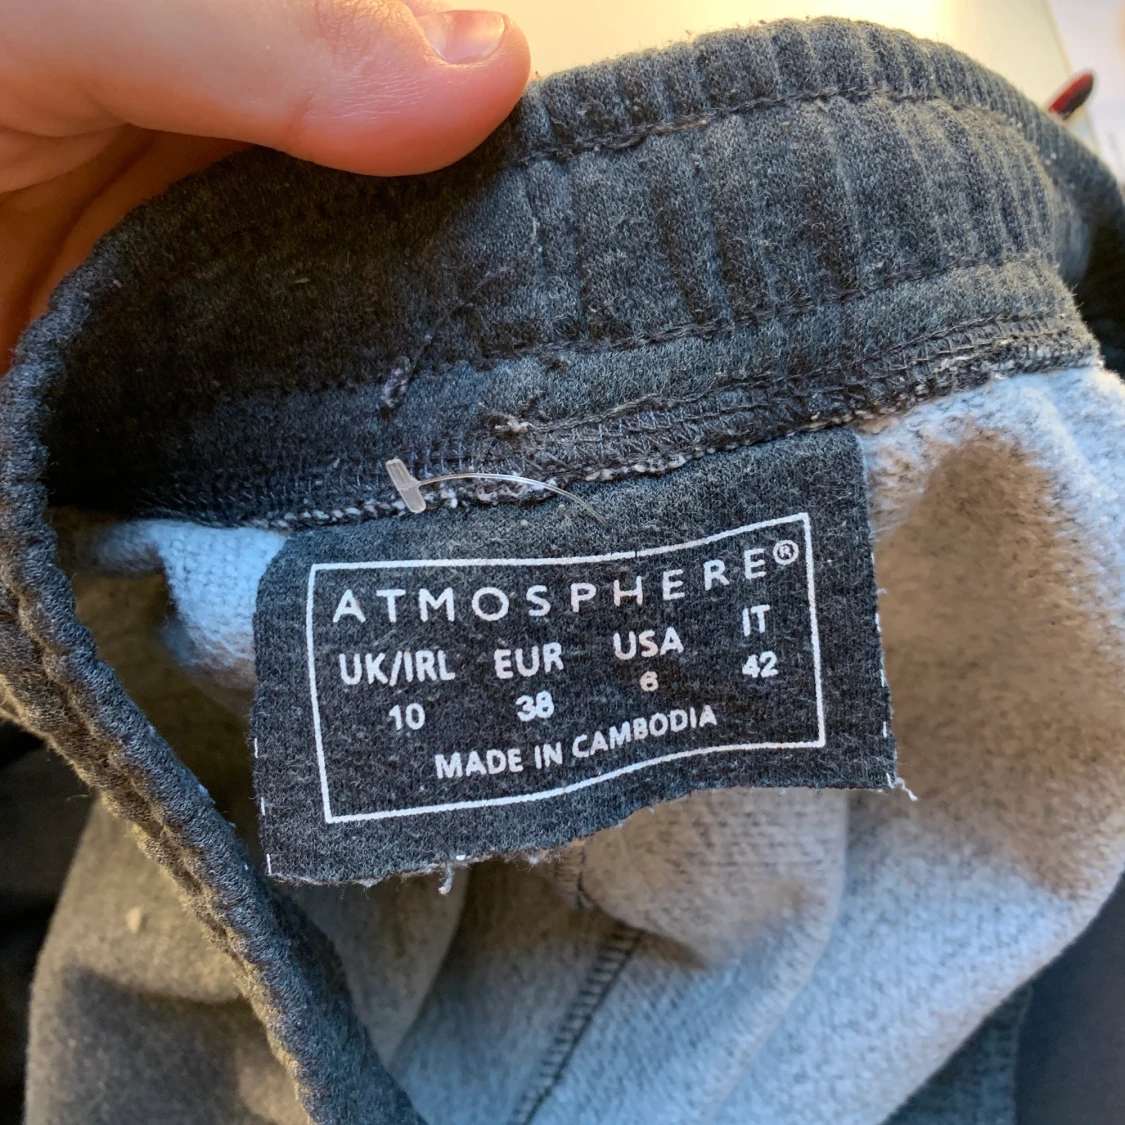 ATMOSPHERE®
UK/IRL EUR USA IT
10 38 6 42
MADE IN CAMBODIA